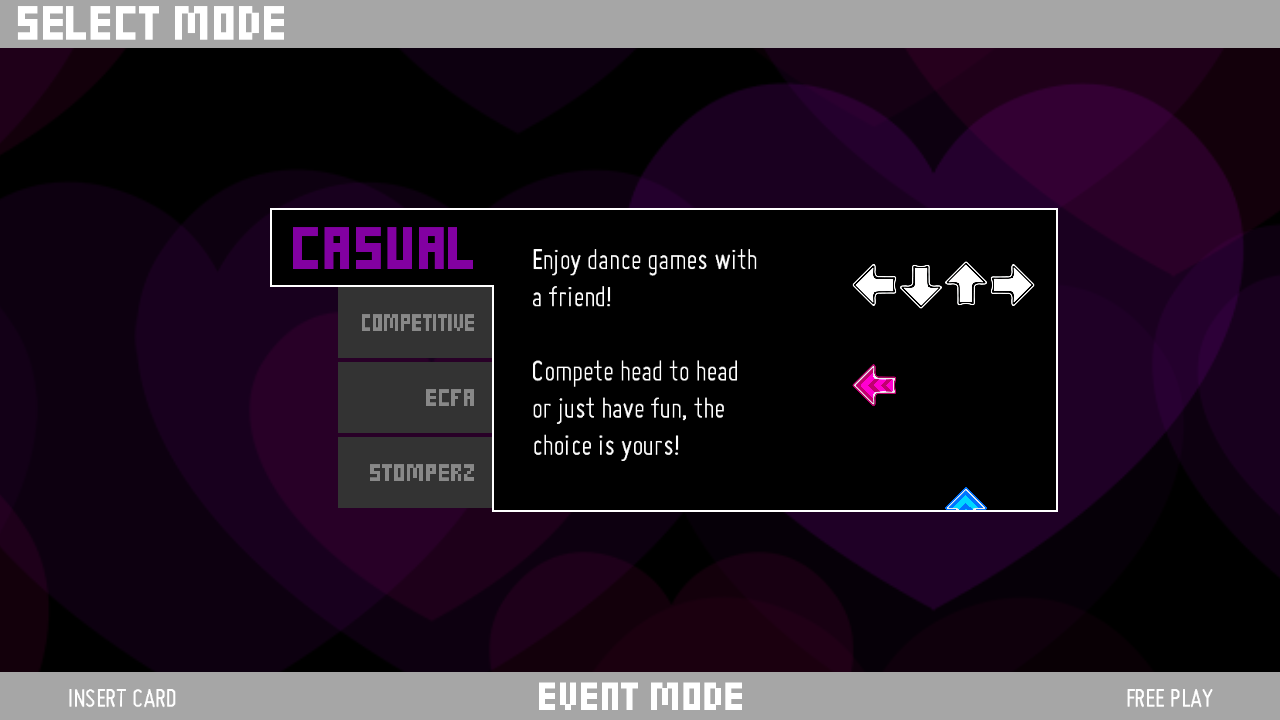 SELECT MODE
CASUAL
COMPETITIVE
ECFA
STOMPERZ
Enjoy dance games with
a friend!
Compete head to head
or just have fun, the
choice is yours!
INSERT CARD
EVENT MODE
FREE PLAY